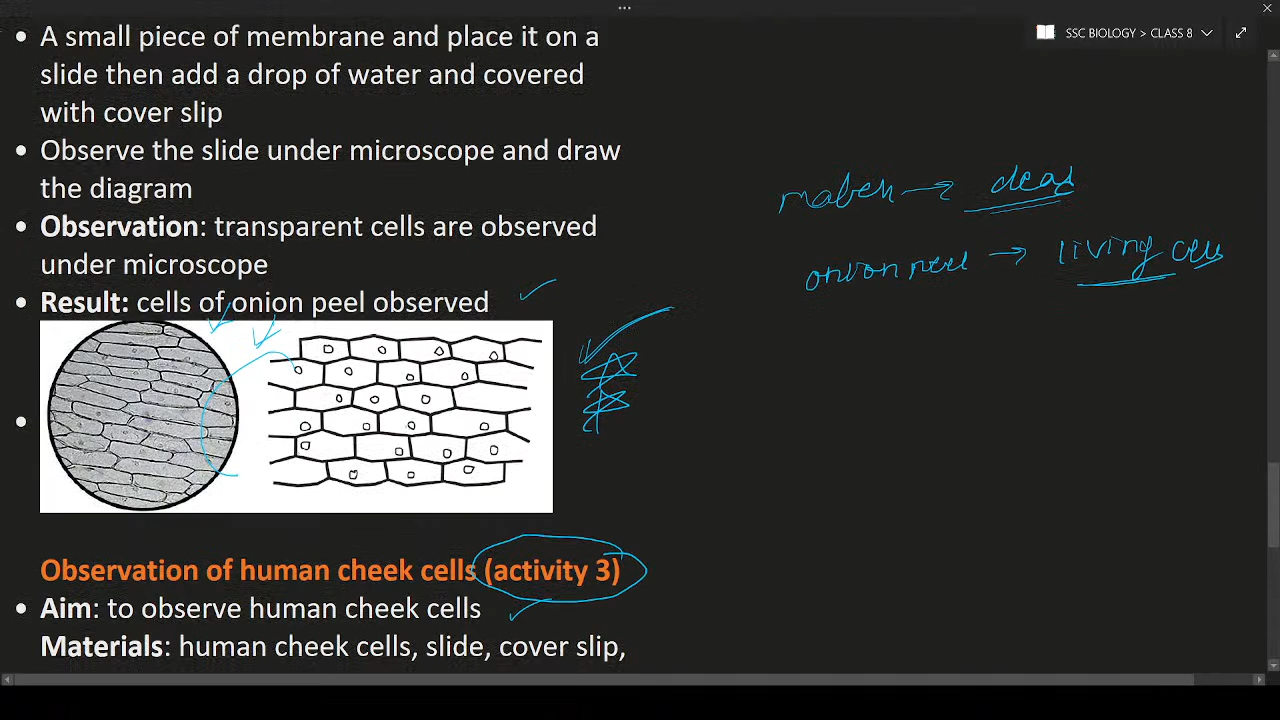 SSC BIOLOGY > CLASS 8
• A small piece of membrane and place it on a
slide then add a drop of water and covered
with cover slip
• Observe the slide under microscope and draw
the diagram
• Observation: transparent cells are observed
under microscope
• Result: cells of onion peel observed
dead
onion peel → living cells
Observation of human cheek cells (activity 3)
• Aim: to observe human cheek cells
Materials: human cheek cells, slide, cover slip,